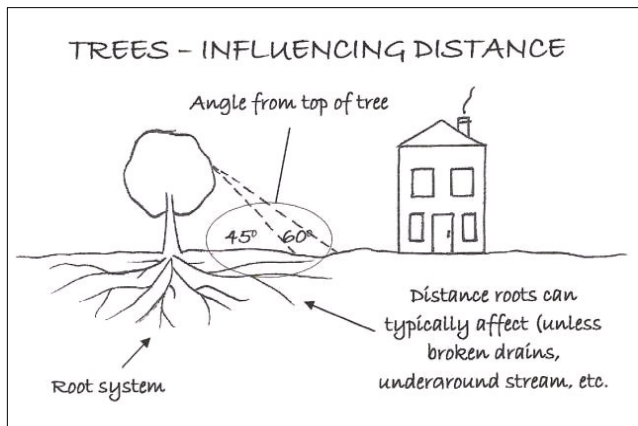 TREES – INFLUENCING DISTANCE
Angle from top of tree
45° 60°
Distance roots can
typically affect (unless
broken drains,
underaround stream, etc.
Root system